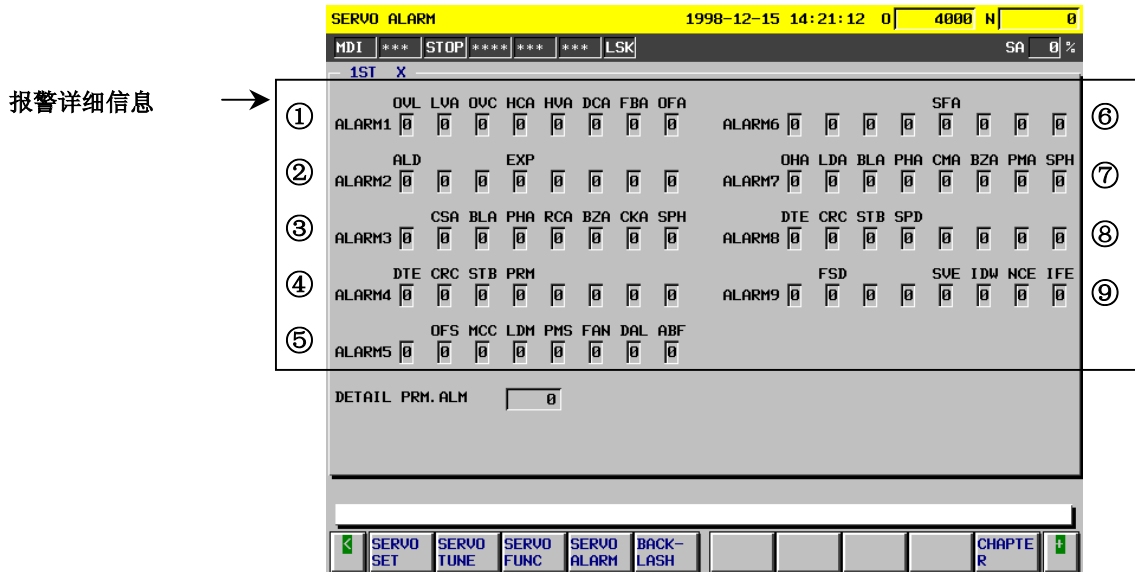 SERVO ALARM 1998-12-15 14:21:12 O 4000 N 0
MDI *** STOP **** *** *** LSK SA 0 %
1ST X
报警详细信息
① OVL LVA OVC HCA HVA DCA FBA OFA
ALARM1 0 0 0 0 0 0 0 0
SFA ⑥
ALARM6 0 0 0 0 0 0 0 0
② ALD EXP
ALARM2 0 0 0 0 0 0 0 0
OHA LDA BLA PHA CMA BZA PMA SPH ⑦
ALARM7 0 0 0 0 0 0 0 0
③ CSA BLA PHA RCA BZA CKA SPH
ALARM3 0 0 0 0 0 0 0 0
DTE CRC STB SPD ⑧
ALARM8 0 0 0 0 0 0 0 0
④ DTE CRC STB PRM
ALARM4 0 0 0 0 0 0 0 0
FSD SVE IDW NCE IFE ⑨
ALARM9 0 0 0 0 0 0 0 0
⑤ OFS MCC LDM PMS FAN DAL ABF
ALARM5 0 0 0 0 0 0 0 0
DETAIL PRM.ALM 0
< SERVO SERVO SERVO SERVO BACK- CHAPTE +
SET TUNE FUNC ALARM LASH R